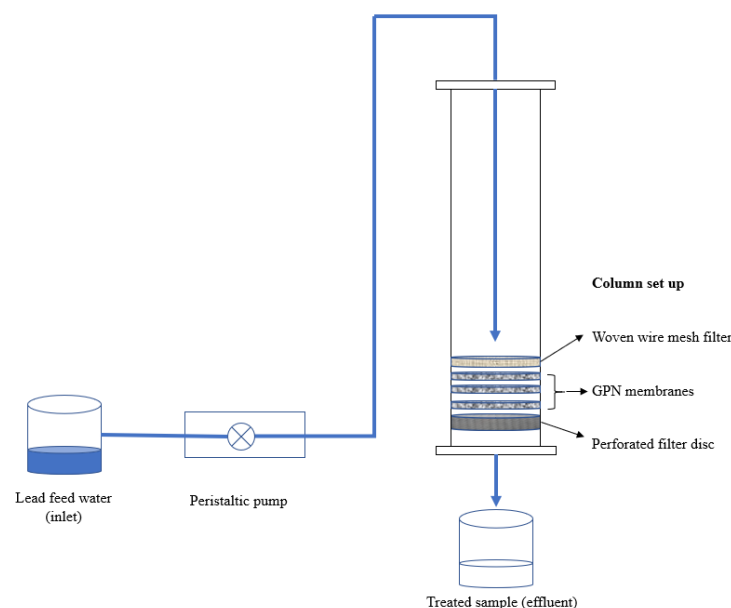 Column set up
Woven wire mesh filter
GPN membranes
Perforated filter disc
Lead feed water
(inlet)
Peristaltic pump
Treated sample (effluent)